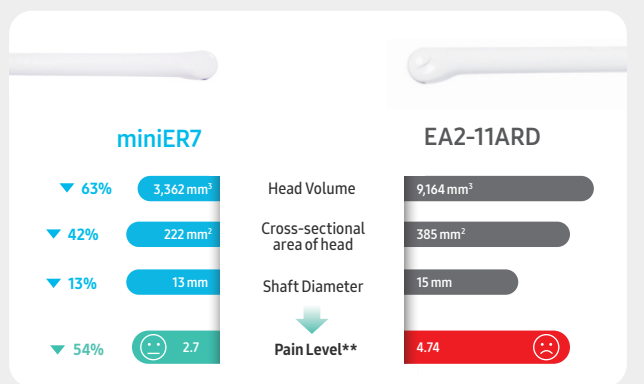 miniER7
EA2-11ARD
▼ 63%
3,362 mm³
Head Volume
9,164 mm³
▼ 42%
222 mm²
Cross-sectional
area of head
385 mm²
▼ 13%
13 mm
Shaft Diameter
15 mm
▼ 54%
2.7
Pain Level**
4.74